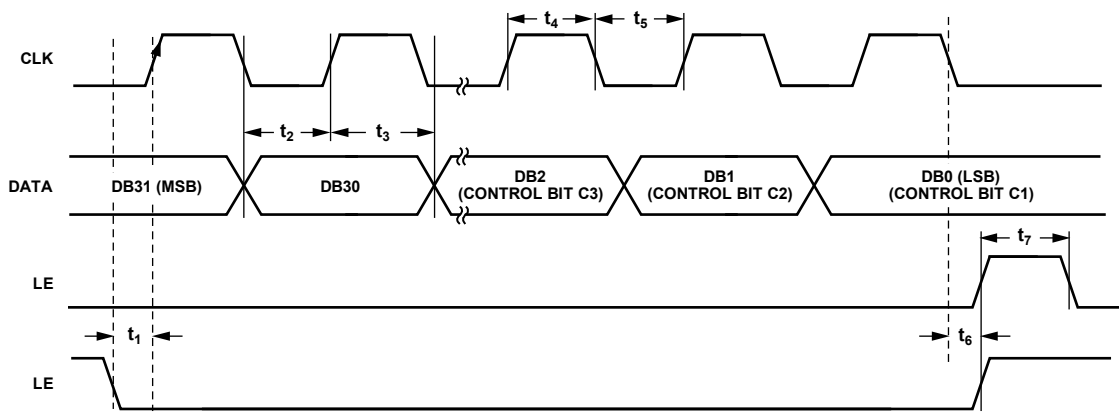 t4
t5
CLK
t2
t3
DATA
DB31 (MSB)
DB30
DB2
(CONTROL BIT C3)
DB1
(CONTROL BIT C2)
DB0 (LSB)
(CONTROL BIT C1)
t7
LE
t1
t6
LE